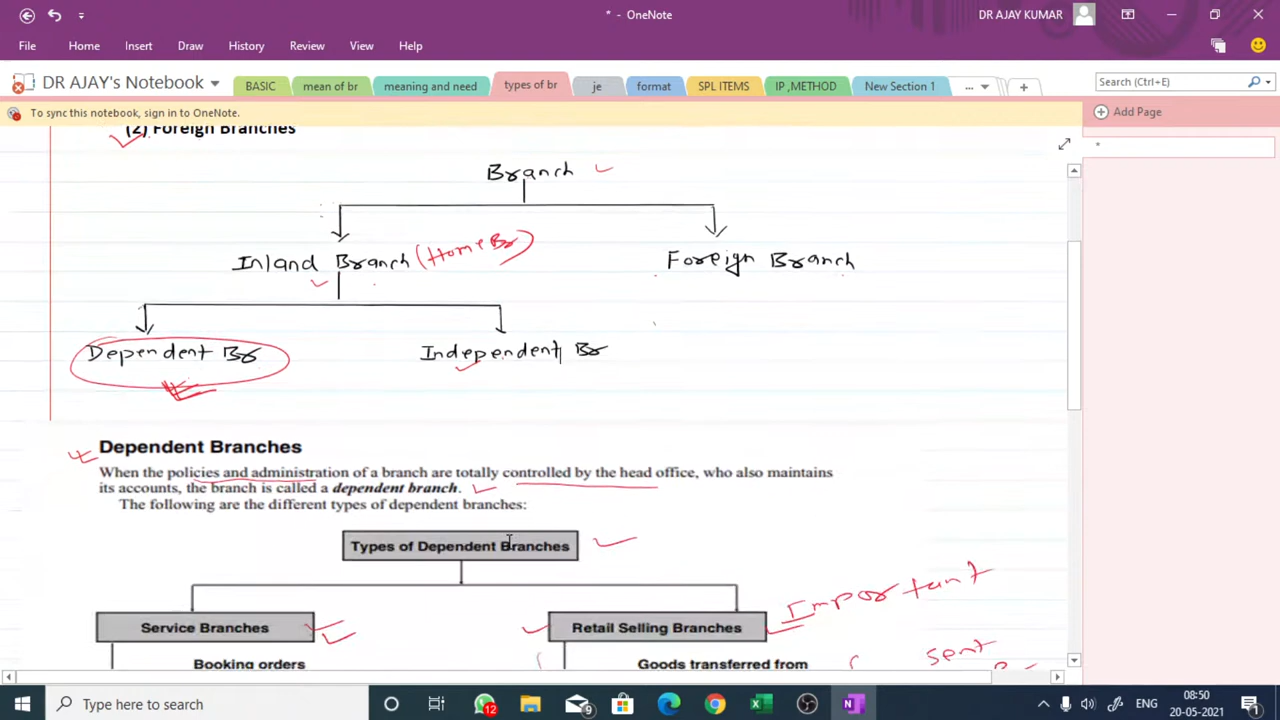 * - OneNote
DR AJAY KUMAR
File Home Insert Draw History Review View Help
DR AJAY's Notebook
BASIC
mean of br
meaning and need
types of br
je
format
SPL ITEMS
IP ,METHOD
New Section 1
...
Search (Ctrl+E)
To sync this notebook, sign in to OneNote.
Add Page
*
(2) Foreign Branches
Branch
Inland Branch (Home Br)
Foreign Branch
Dependent Br
Independent Br
Dependent Branches
When the policies and administration of a branch are totally controlled by the head office, who also maintains
its accounts, the branch is called a dependent branch.
The following are the different types of dependent branches:
Types of Dependent Branches
Important
Service Branches
Retail Selling Branches
sent
Booking orders
Goods transferred from
Type here to search
12
9
ENG
08:50
20-05-2021
1